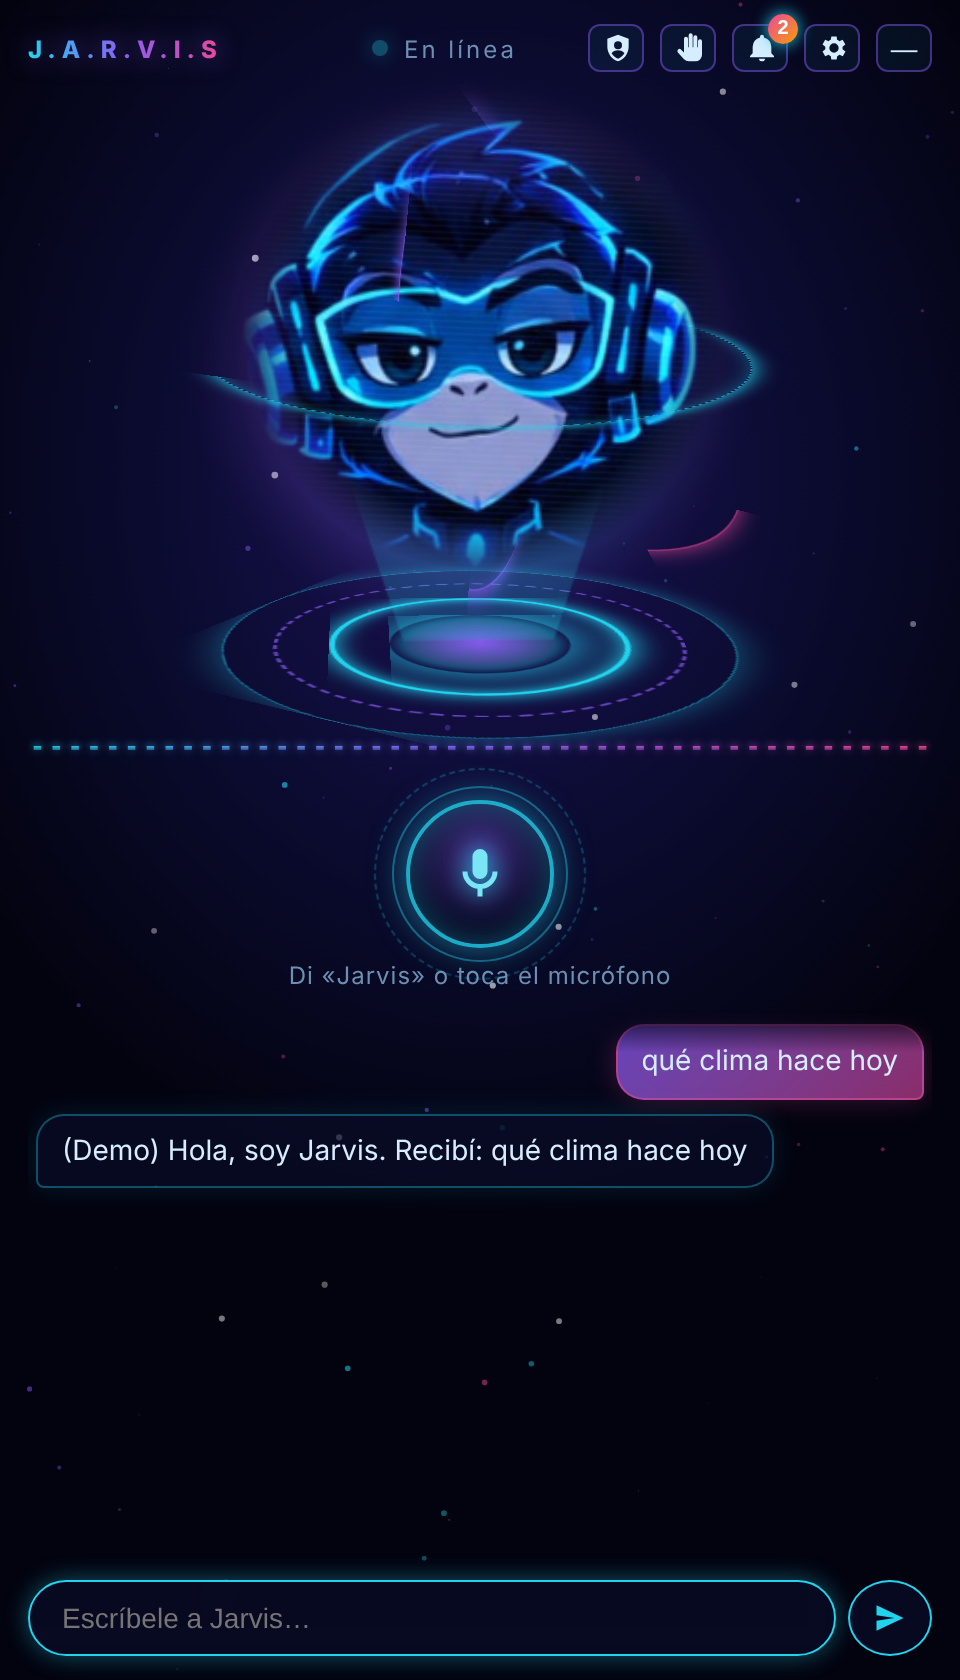 J.A.R.V.I.S
En línea
2
Di «Jarvis» o toca el micrófono
qué clima hace hoy
(Demo) Hola, soy Jarvis. Recibí: qué clima hace hoy
Escríbele a Jarvis…